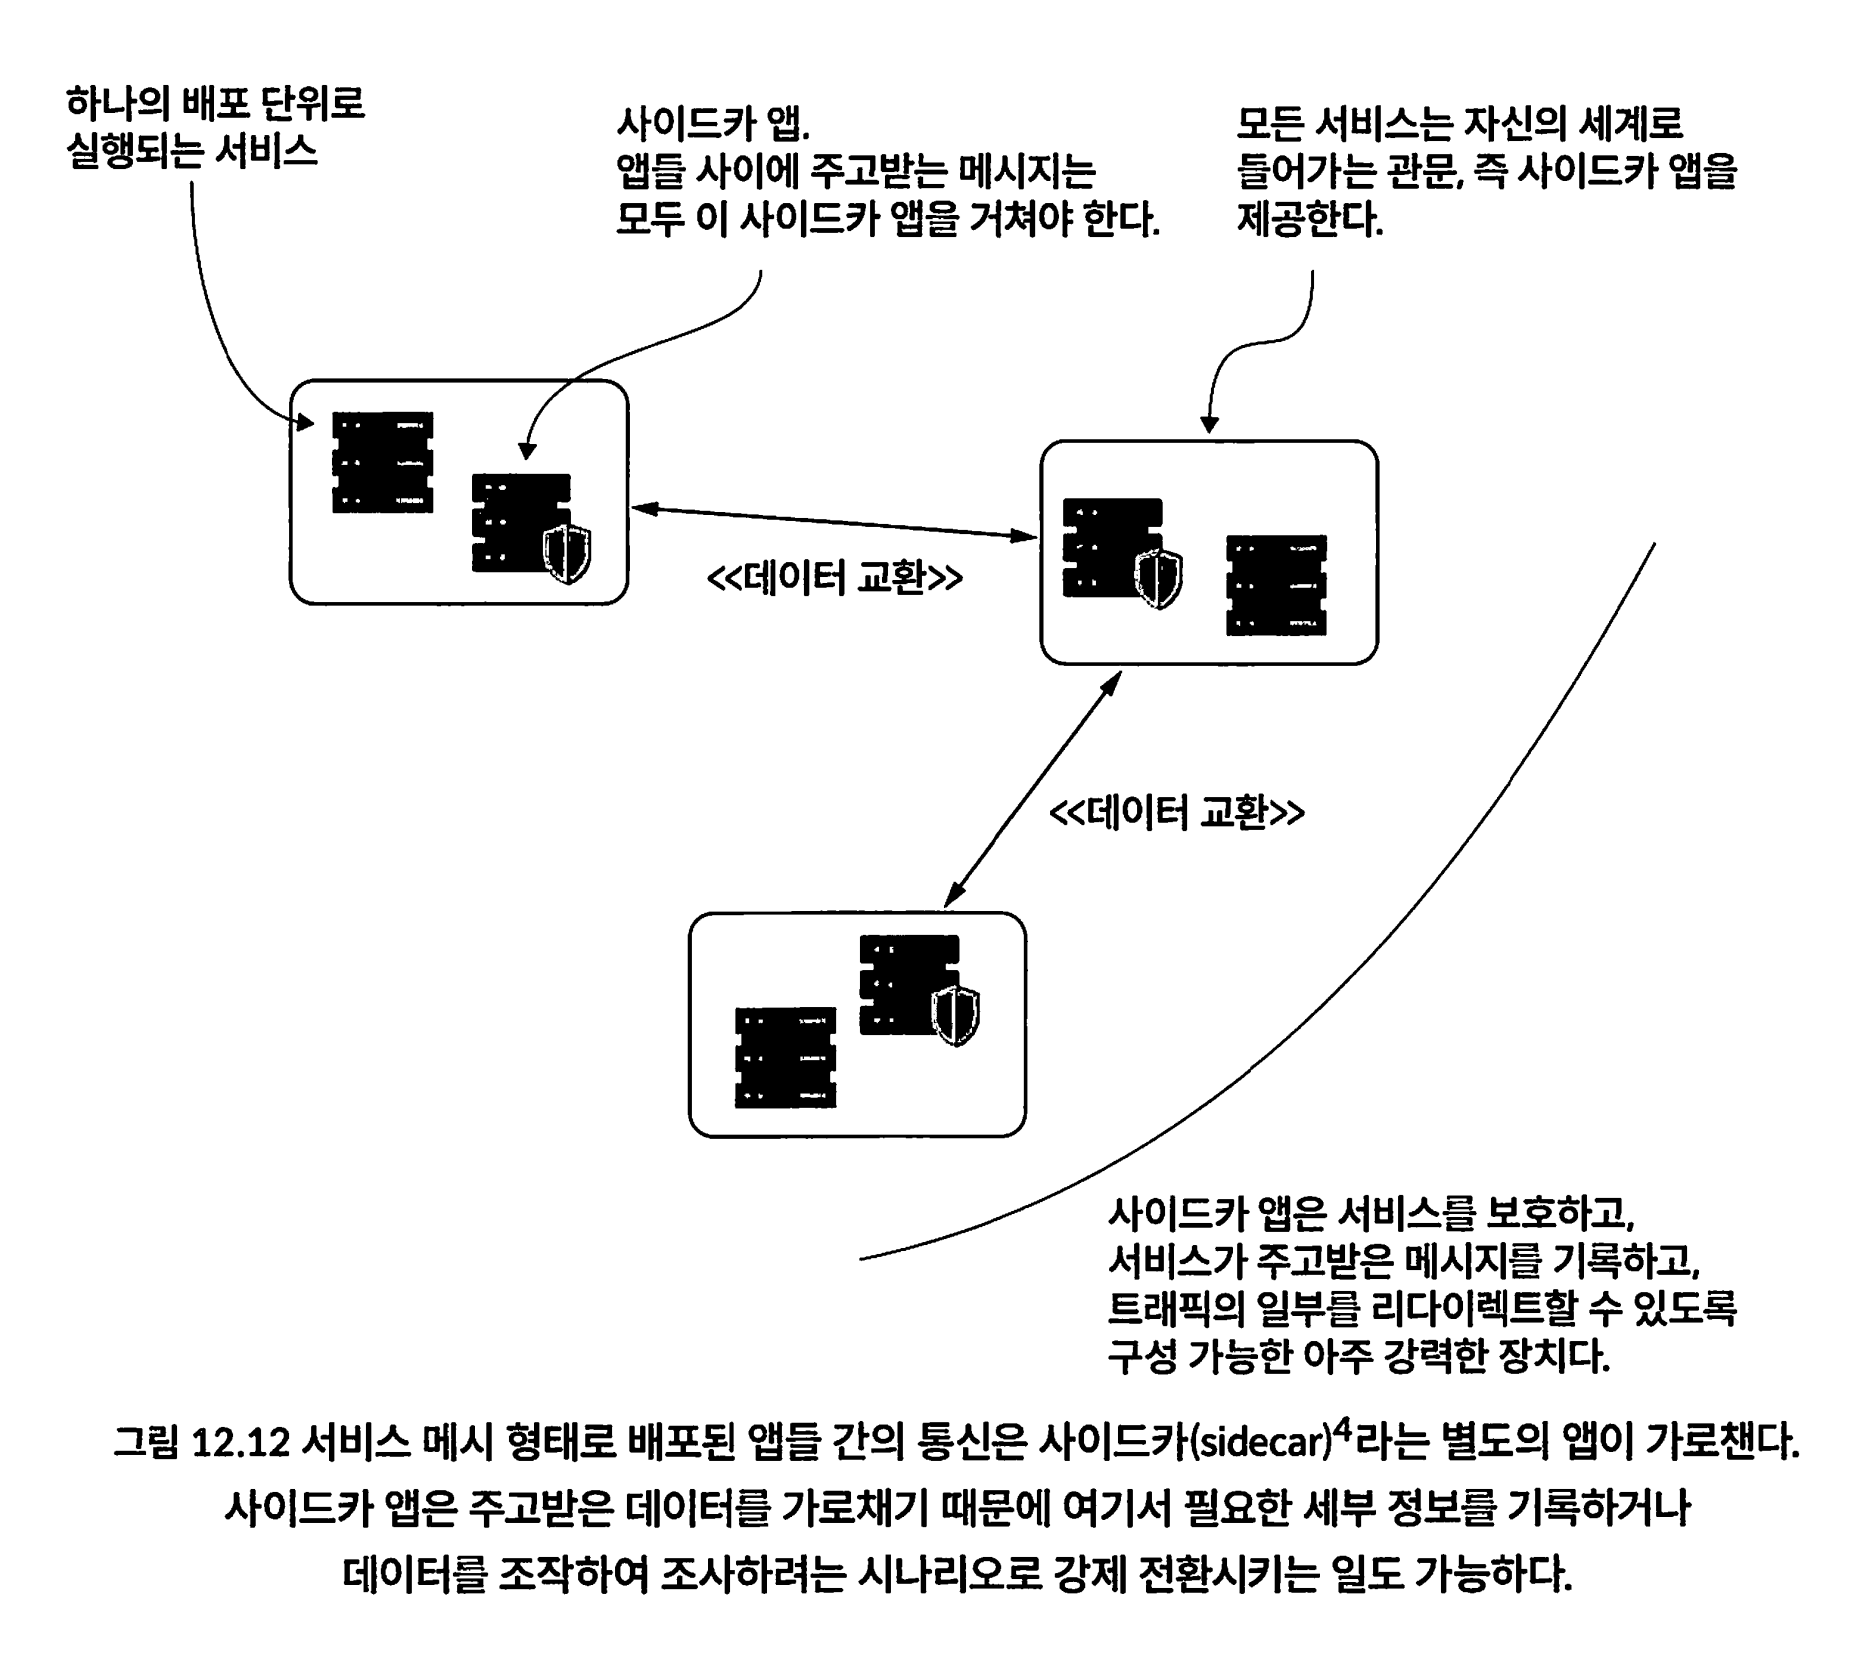 하나의 배포 단위로
실행되는 서비스
사이드카 앱.
앱들 사이에 주고받는 메시지는
모두 이 사이드카 앱을 거쳐야 한다.
모든 서비스는 자신의 세계로
들어가는 관문, 즉 사이드카 앱을
제공한다.
<<데이터 교환>>
<<데이터 교환>>
사이드카 앱은 서비스를 보호하고,
서비스가 주고받은 메시지를 기록하고,
트래픽의 일부를 리다이렉트할 수 있도록
구성 가능한 아주 강력한 장치다.
그림 12.12 서비스 메시 형태로 배포된 앱들 간의 통신은 사이드카(sidecar)4라는 별도의 앱이 가로챈다.
사이드카 앱은 주고받은 데이터를 가로채기 때문에 여기서 필요한 세부 정보를 기록하거나
데이터를 조작하여 조사하려는 시나리오로 강제 전환시키는 일도 가능하다.